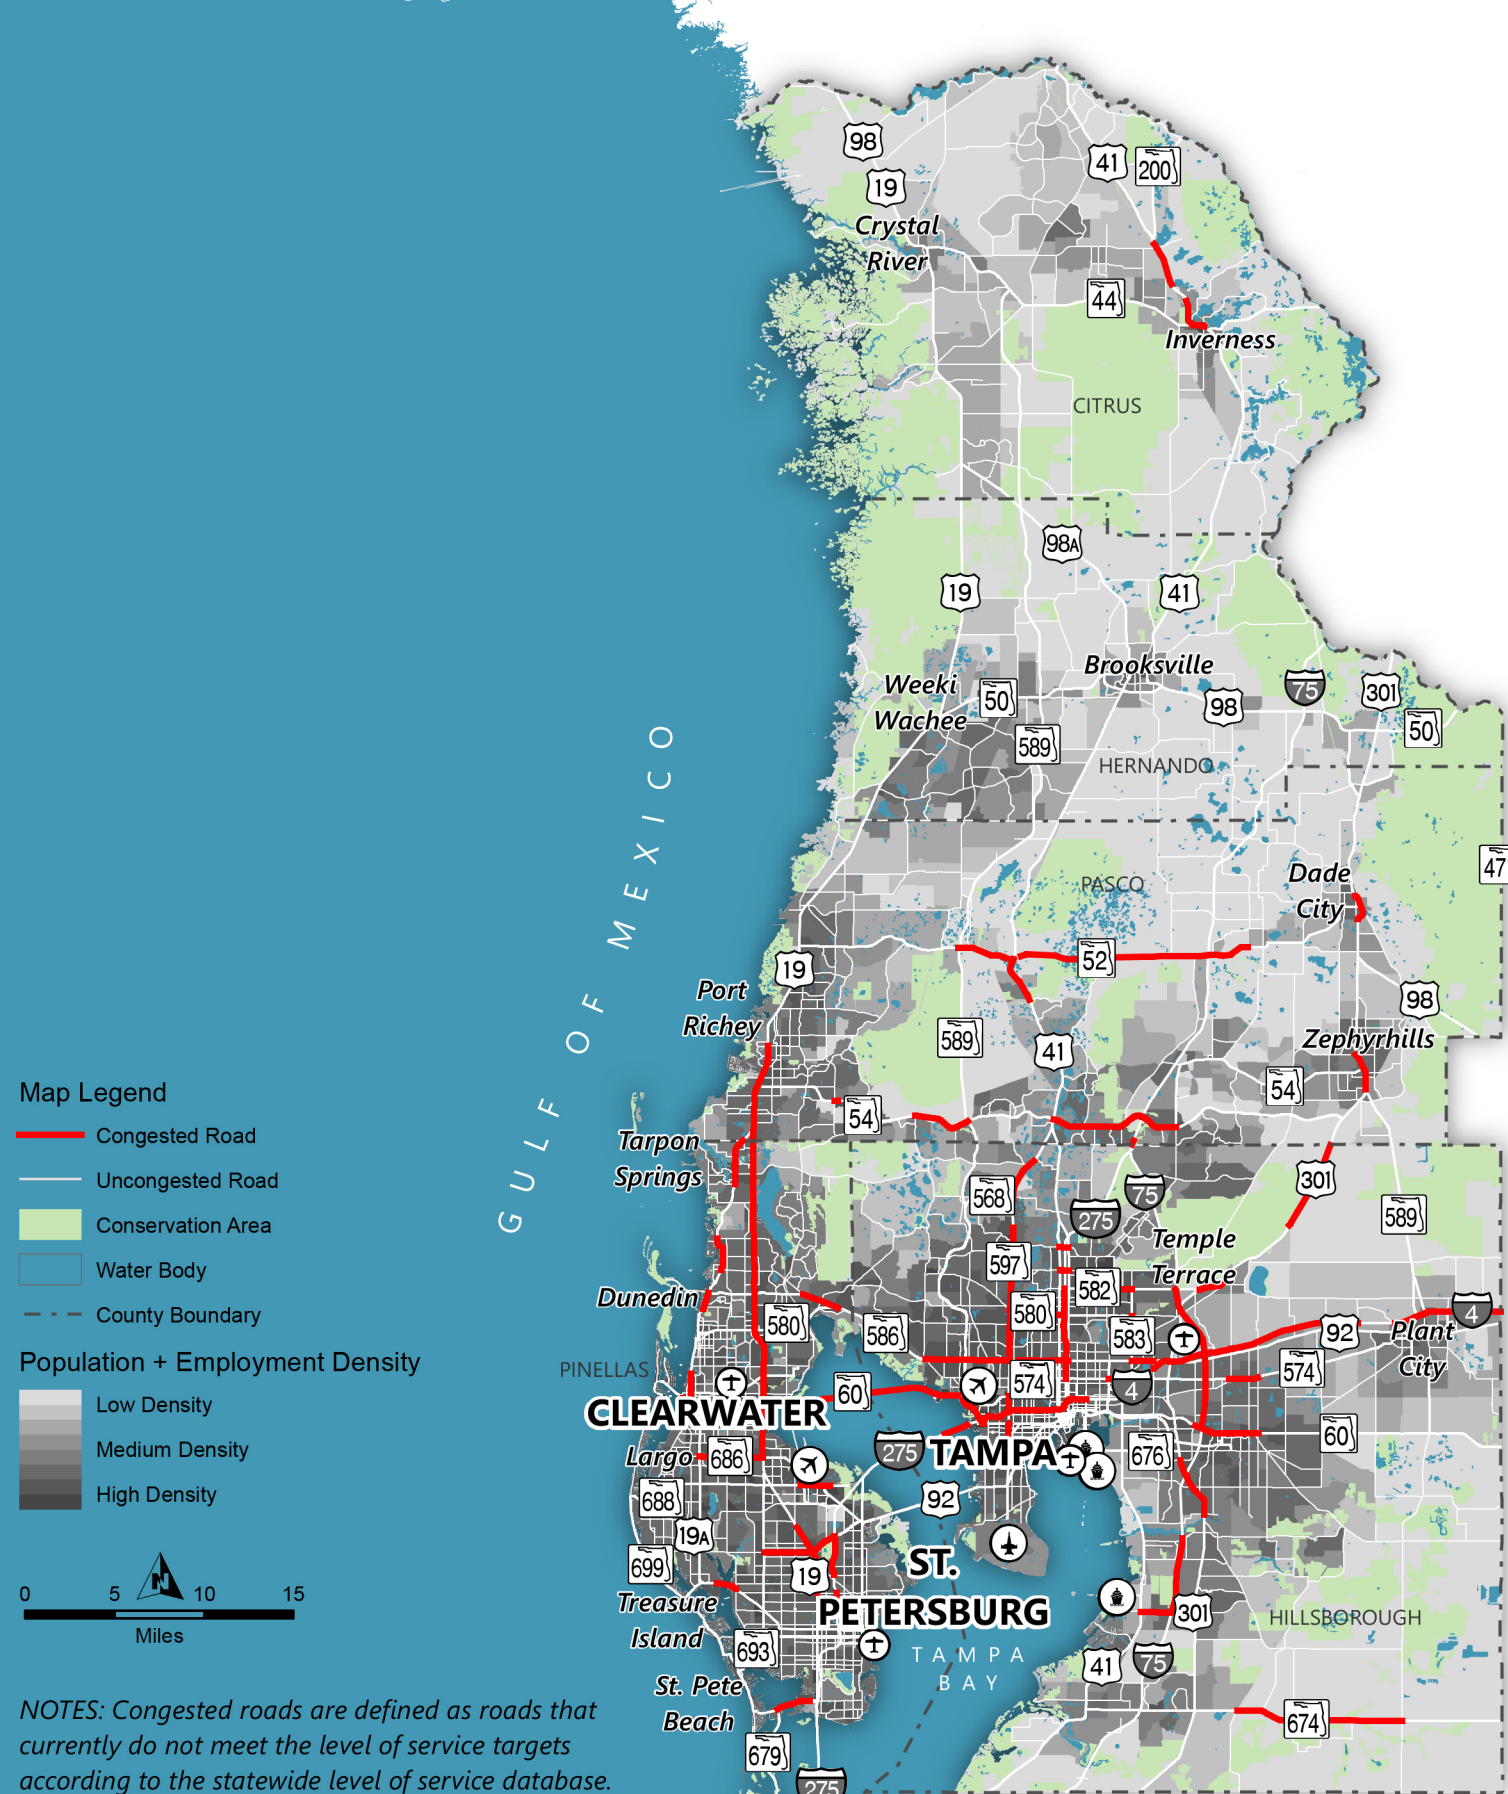 98
41
200
19
Crystal
River
44
Inverness
CITRUS
98A
19
41
Brooksville
Weeki
Wachee
50
98
75
301
50
589
HERNANDO
GULF OF MEXICO
PASCO
Dade
City
47
52
19
Port
Richey
98
589
41
Zephyrhills
54
54
Tarpon
Springs
568
75
301
275
589
Temple
Terrace
597
582
Dunedin
580
580
586
583
92
4
Plant
City
PINELLAS
574
574
60
4
CLEARWATER
275
TAMPA
60
Largo
686
676
688
92
19A
699
19
ST.
PETERSBURG
Treasure
Island
301
HILLSBOROUGH
693
TAMPA
BAY
41
75
St. Pete
Beach
674
679
275
Map Legend
Congested Road
Uncongested Road
Conservation Area
Water Body
County Boundary
Population + Employment Density
Low Density
Medium Density
High Density
N
0 5 10 15
Miles
NOTES: Congested roads are defined as roads that
currently do not meet the level of service targets
according to the statewide level of service database.